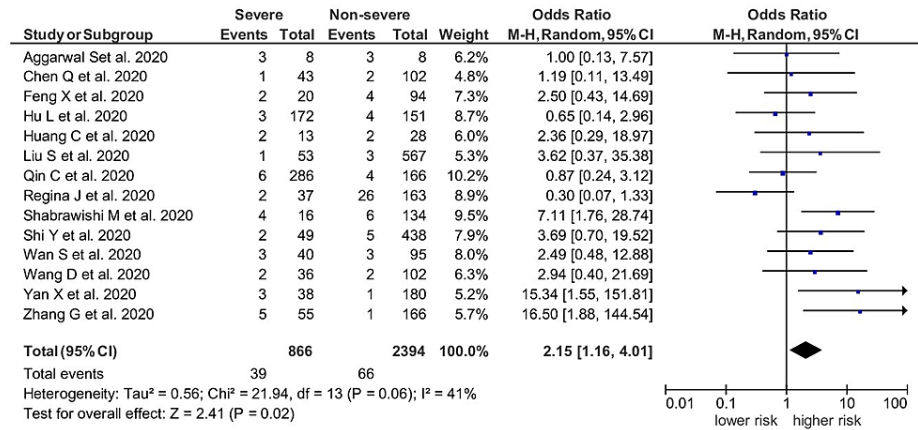 Severe Non-severe Odds Ratio Odds Ratio
Study or Subgroup Events Total Events Total Weight M-H, Random, 95% CI M-H, Random, 95% CI
Aggarwal Set al. 2020 3 8 3 8 6.2% 1.00 [0.13, 7.57]
Chen Q et al. 2020 1 43 2 102 4.8% 1.19 [0.11, 13.49]
Feng X et al. 2020 2 20 4 94 7.3% 2.50 [0.43, 14.69]
Hu L et al. 2020 3 172 4 151 8.7% 0.65 [0.14, 2.96]
Huang C et al. 2020 2 13 2 28 6.0% 2.36 [0.29, 18.97]
Liu S et al. 2020 1 53 3 567 5.3% 3.62 [0.37, 35.38]
Qin C et al. 2020 6 286 4 166 10.2% 0.87 [0.24, 3.12]
Regina J et al. 2020 2 37 26 163 9.0% 0.30 [0.07, 1.33]
Shabrawishi M et al. 2020 4 16 6 134 9.5% 7.11 [1.76, 28.74]
Shi Y et al. 2020 2 49 5 438 7.9% 3.69 [0.70, 19.52]
Wan S et al. 2020 3 40 3 95 8.0% 2.49 [0.48, 12.88]
Wang D et al. 2020 2 36 2 102 6.3% 2.94 [0.40, 21.69]
Yan X et al. 2020 3 38 1 180 5.2% 15.34 [1.55, 151.81]
Zhang G et al. 2020 5 55 1 166 5.7% 16.50 [1.88, 144.54]
Total (95% CI) 866 2394 100.0% 2.15 [1.16, 4.01]
Total events 39 66
Heterogeneity: Tau² = 0.56; Chi² = 21.94, df = 13 (P = 0.06); I² = 41%
Test for overall effect: Z = 2.41 (P = 0.02)
0.01 0.1 1 10 100
lower risk higher risk